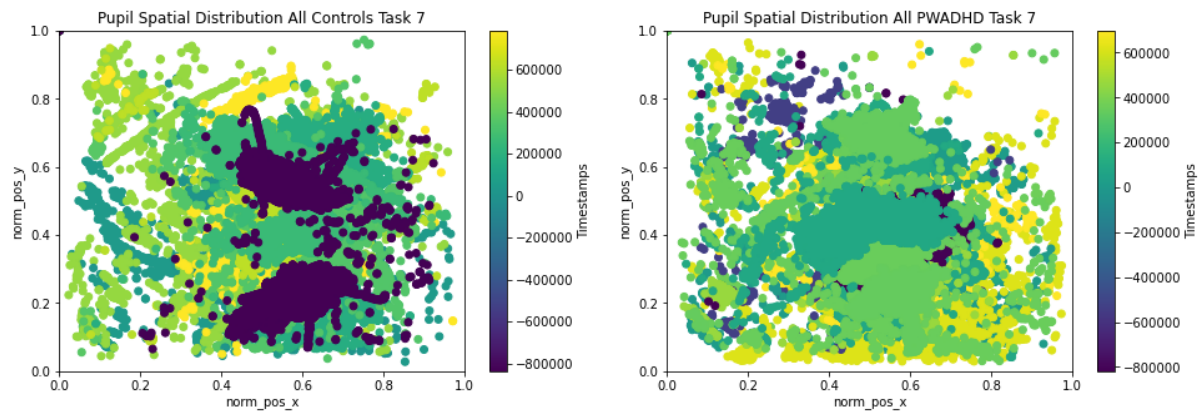 Pupil Spatial Distribution All Controls Task 7
1.0
0.8
0.6
0.4
0.2
0.0
norm_pos_y
0.0 0.2 0.4 0.6 0.8 1.0
norm_pos_x
600000
400000
200000
0
−200000
−400000
−600000
−800000
Timestamps
Pupil Spatial Distribution All PWADHD Task 7
1.0
0.8
0.6
0.4
0.2
0.0
norm_pos_y
0.0 0.2 0.4 0.6 0.8 1.0
norm_pos_x
600000
400000
200000
0
−200000
−400000
−600000
−800000
Timestamps